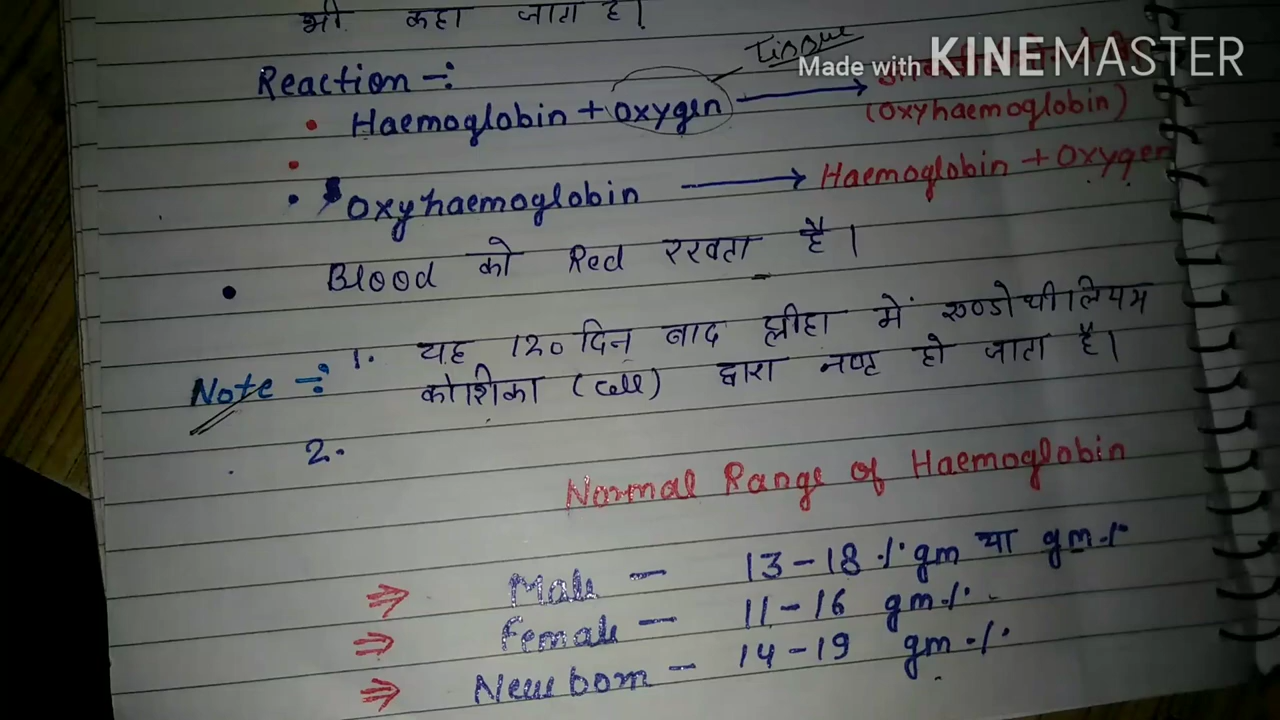 भी कहा जाता है।
Tissue
Made with KINEMASTER
Reaction -:
• Haemoglobin + Oxygen →
(Oxyhaemoglobin)
• Oxyhaemoglobin → Haemoglobin + Oxygen
• Blood को Red रखता है।
Note -: 1. यह 120 दिन बाद प्लीहा में एण्डोथीलियम
कोशिका (Cell) द्वारा नष्ट हो जाता है।
2.
Normal Range of Haemoglobin
⇒ Male – 13-18 % gm या gm %
⇒ Female – 11-16 gm %
⇒ New born – 14-19 gm %